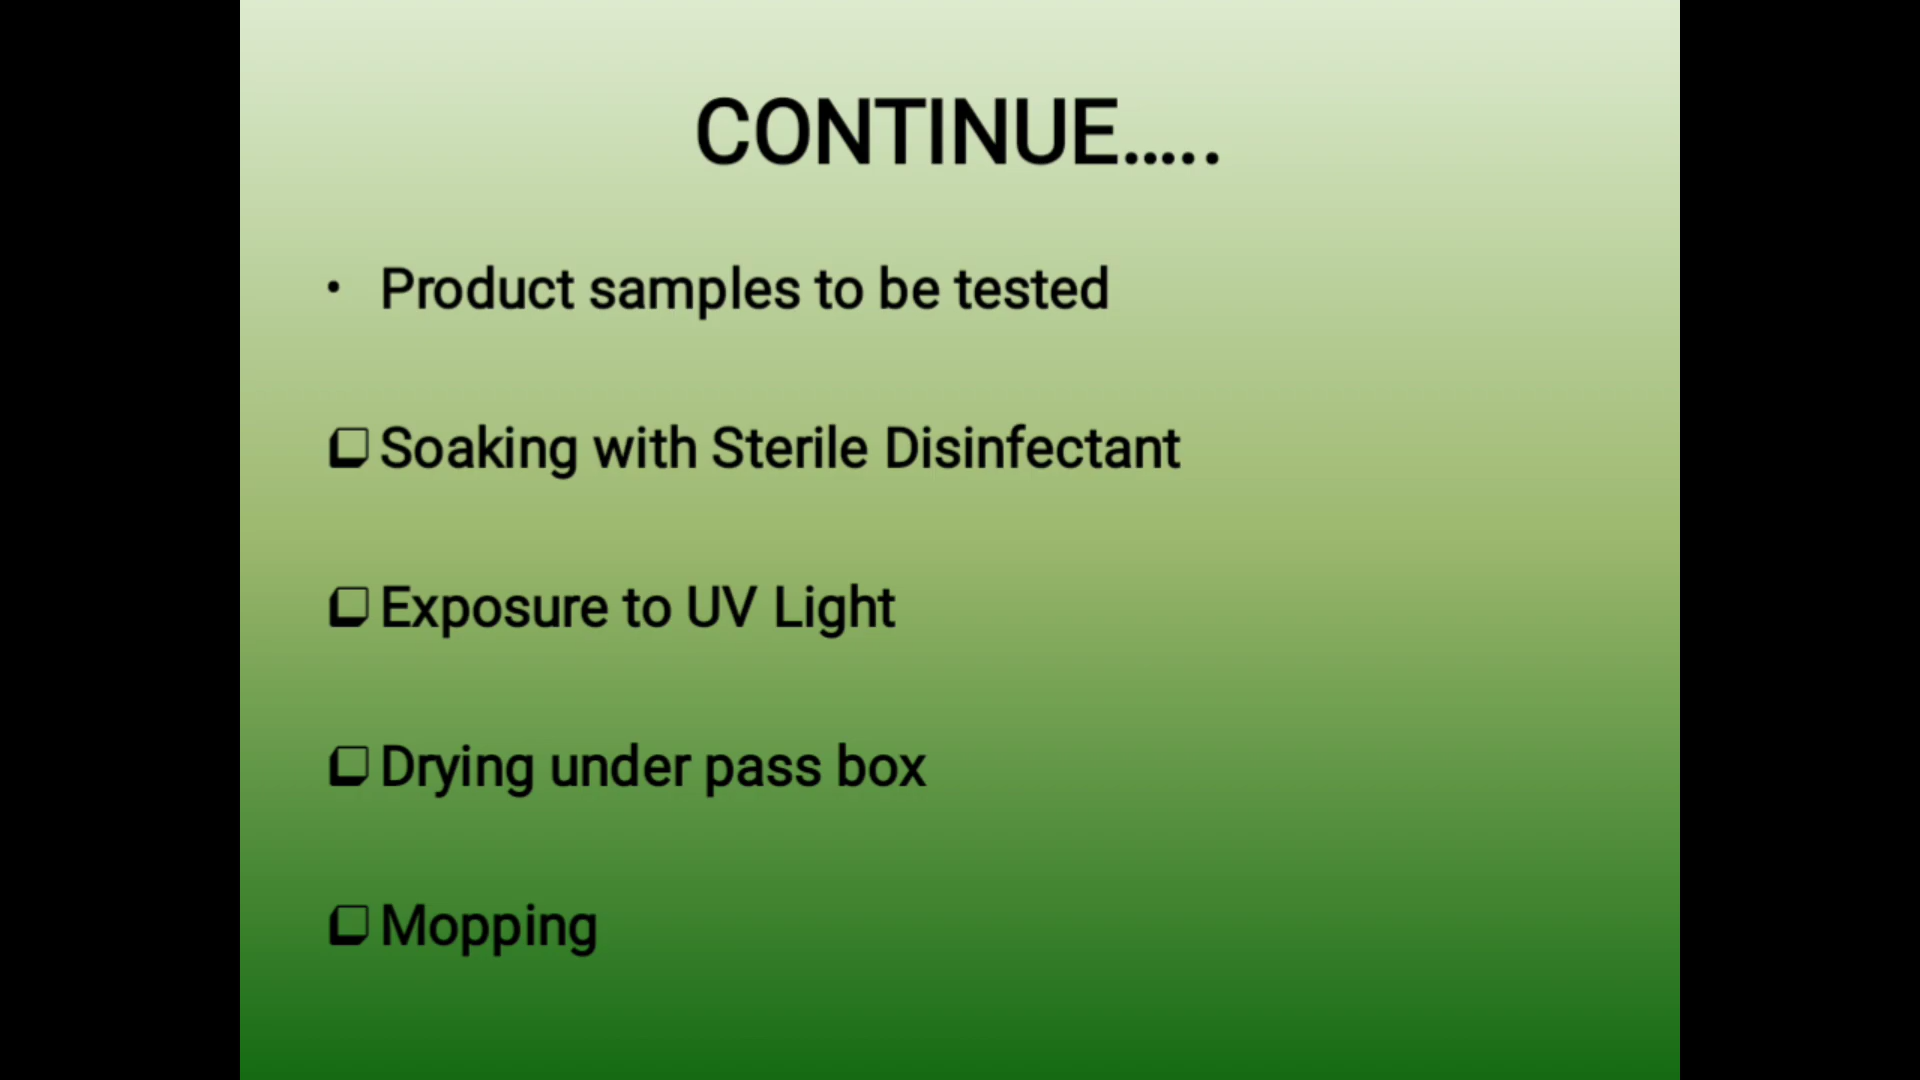 CONTINUE…..
• Product samples to be tested
❑ Soaking with Sterile Disinfectant
❑ Exposure to UV Light
❑ Drying under pass box
❑ Mopping